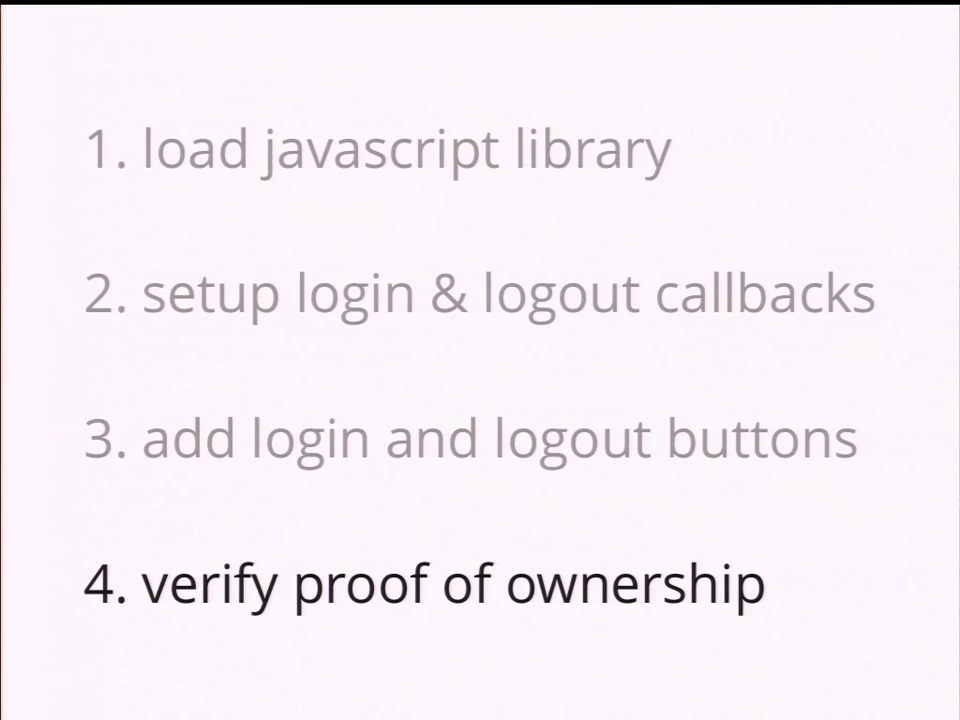 1. load javascript library
2. setup login & logout callbacks
3. add login and logout buttons
4. verify proof of ownership